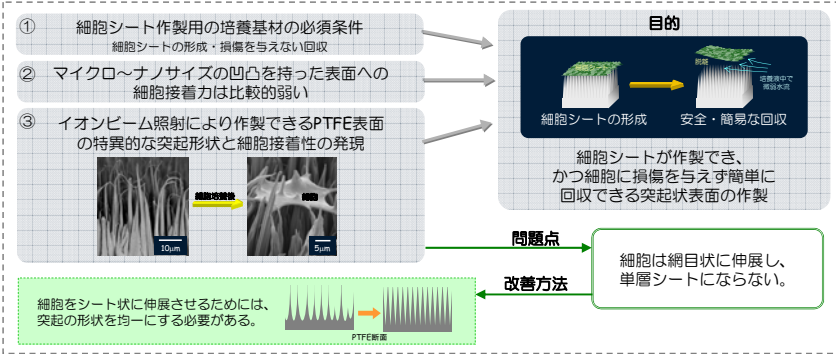 ① 細胞シート作製用の培養基材の必須条件
細胞シートの形成・損傷を与えない回収
② マイクロ～ナノサイズの凹凸を持った表面への
細胞接着力は比較的弱い
③ イオンビーム照射により作製できるPTFE表面
の特異的な突起形状と細胞接着性の発現
細胞培養後
細胞
10μm
5μm
目的
脱離
培養液中で
微弱水流
細胞シートの形成
安全・簡易な回収
細胞シートが作製でき、
かつ細胞に損傷を与えず簡単に
回収できる突起状表面の作製
問題点
細胞は網目状に伸展し、
単層シートにならない。
改善方法
細胞をシート状に伸展させるためには、
突起の形状を均一にする必要がある。
PTFE断面